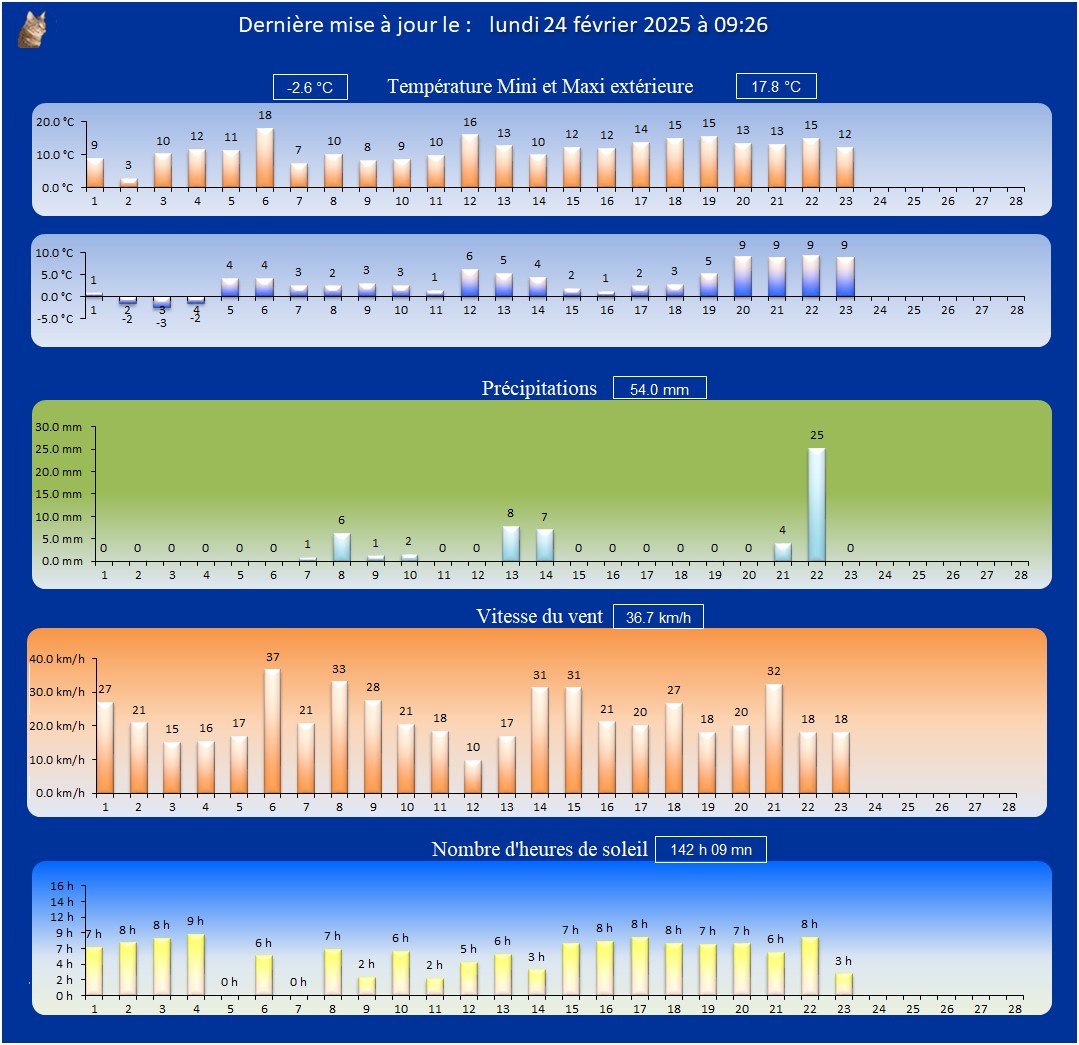 Dernière mise à jour le : lundi 24 février 2025 à 09:26
-2.6 °C Température Mini et Maxi extérieure 17.8 °C
20.0 °C
10.0 °C
0.0 °C
9 3 10 12 11 18 7 10 8 9 10 16 13 10 12 12 14 15 15 13 13 15 12
1 2 3 4 5 6 7 8 9 10 11 12 13 14 15 16 17 18 19 20 21 22 23 24 25 26 27 28
10.0 °C
5.0 °C
0.0 °C
-5.0 °C
1 -2 -3 -2 4 4 3 2 3 3 1 6 5 4 2 1 2 3 5 9 9 9 9
1 2 3 4 5 6 7 8 9 10 11 12 13 14 15 16 17 18 19 20 21 22 23 24 25 26 27 28
Précipitations 54.0 mm
30.0 mm
25.0 mm
20.0 mm
15.0 mm
10.0 mm
5.0 mm
0.0 mm
0 0 0 0 0 0 1 6 1 2 0 0 8 7 0 0 0 0 0 0 4 25 0
1 2 3 4 5 6 7 8 9 10 11 12 13 14 15 16 17 18 19 20 21 22 23 24 25 26 27 28
Vitesse du vent 36.7 km/h
40.0 km/h
30.0 km/h
20.0 km/h
10.0 km/h
0.0 km/h
27 21 15 16 17 37 21 33 28 21 18 10 17 31 31 21 20 27 18 20 32 18 18
1 2 3 4 5 6 7 8 9 10 11 12 13 14 15 16 17 18 19 20 21 22 23 24 25 26 27 28
Nombre d'heures de soleil 142 h 09 mn
16 h
14 h
12 h
9 h
7 h
4 h
2 h
0 h
7 h 8 h 8 h 9 h 0 h 6 h 0 h 7 h 2 h 6 h 2 h 5 h 6 h 3 h 7 h 8 h 8 h 8 h 7 h 7 h 6 h 8 h 3 h
1 2 3 4 5 6 7 8 9 10 11 12 13 14 15 16 17 18 19 20 21 22 23 24 25 26 27 28